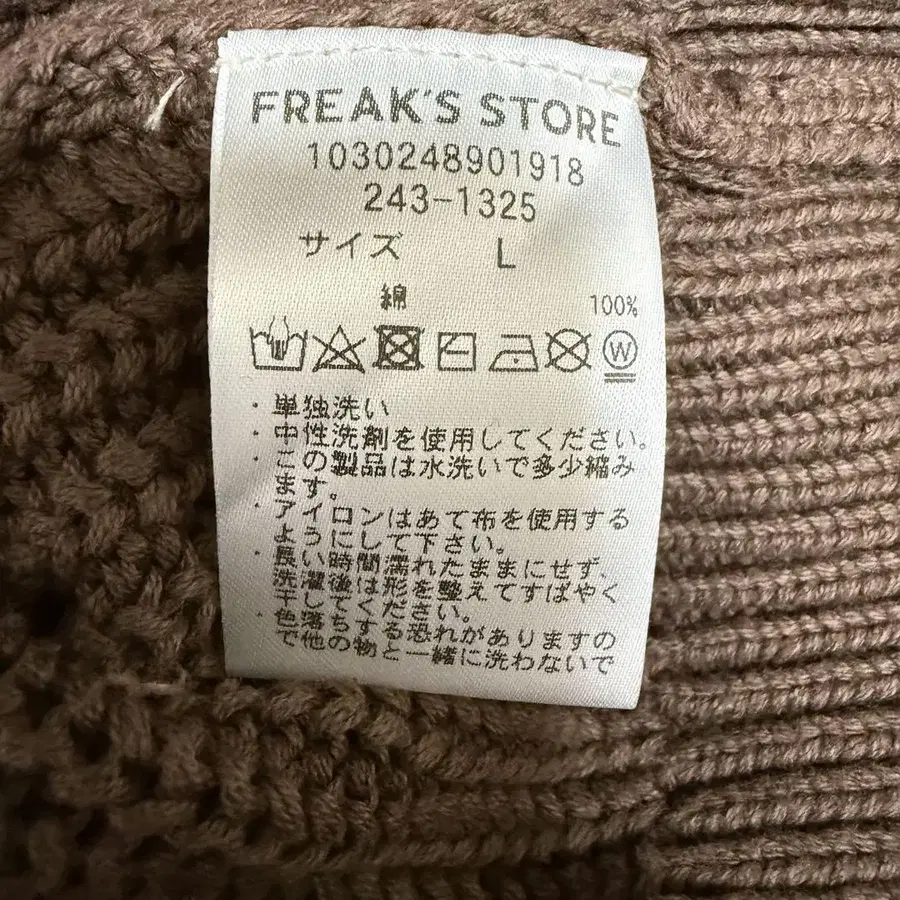 FREAK'S STORE
1030248901918
243-1325
サイズ L
綿 100%
W
・単独洗い
・中性洗剤を使用してください。
・この製品は水洗いで多少縮み
ます。
・アイロンはあて布を使用する
ようにして下さい。
・長い時間濡れたままにせず、
洗濯後は形を整えてすばやく
干してください。
・色落ちすると恐れがありますの
で他の物と一緒に洗わないで